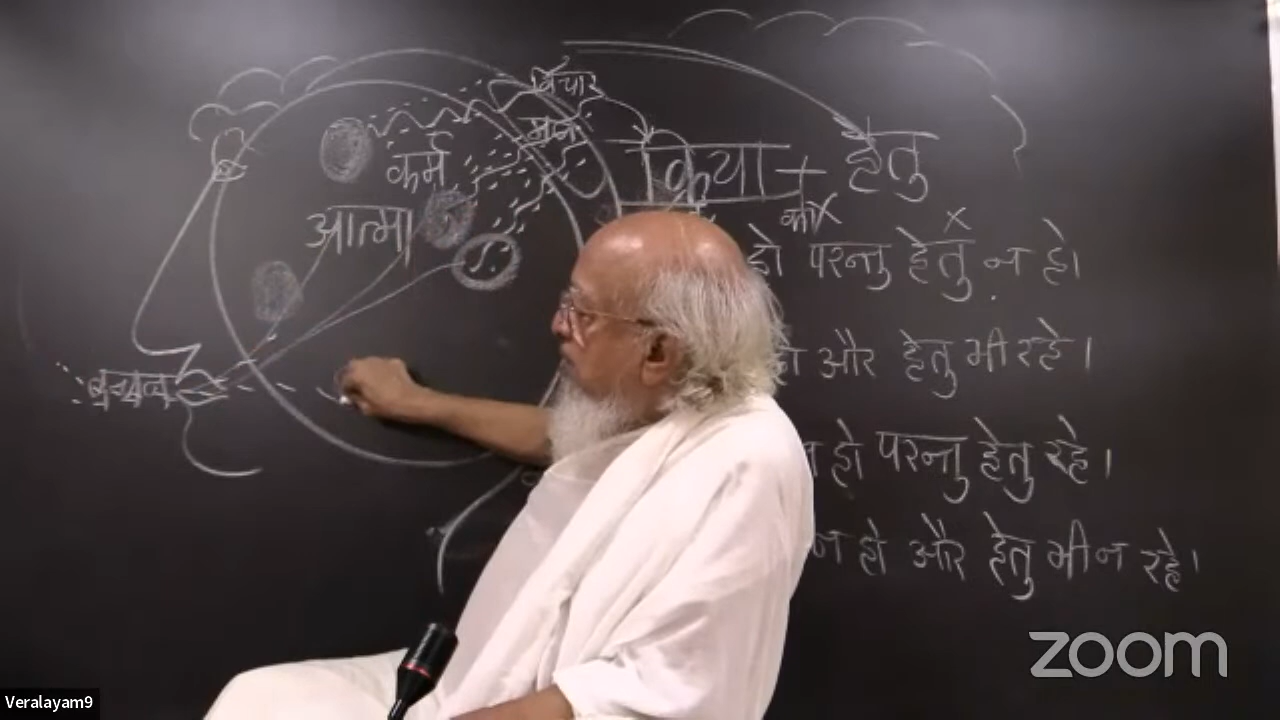 विचार
मन
कर्म
क्रिया + हेतु
आत्मा
हो परन्तु हेतु न हो।
और हेतु भी रहे।
हो परन्तु हेतु रहे।
न हो और हेतु भी न रहे।
zoom
Veralayam9